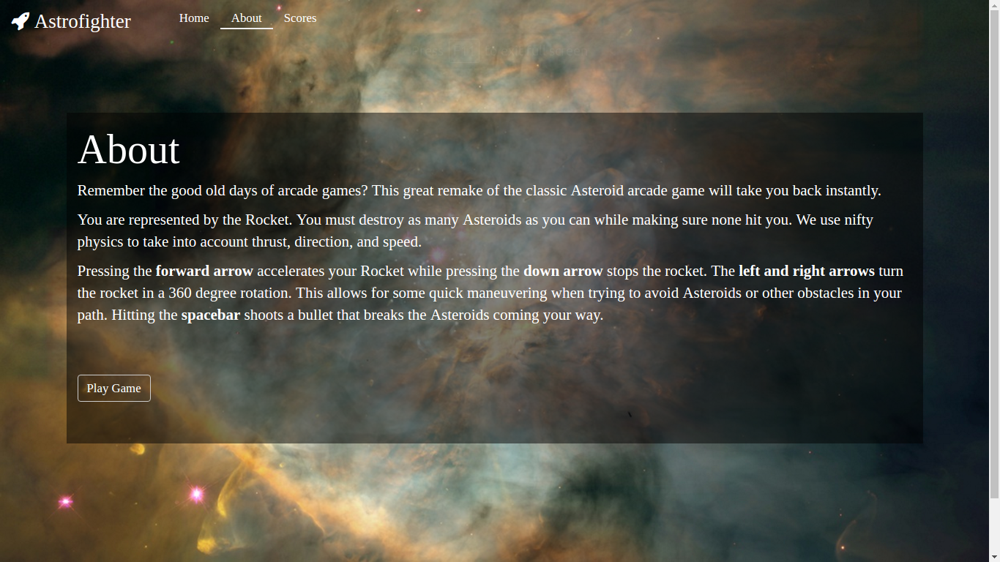 Astrofighter
Home About Scores
About
Remember the good old days of arcade games? This great remake of the classic Asteroid arcade game will take you back instantly.
You are represented by the Rocket. You must destroy as many Asteroids as you can while making sure none hit you. We use nifty
physics to take into account thrust, direction, and speed.
Pressing the forward arrow accelerates your Rocket while pressing the down arrow stops the rocket. The left and right arrows turn
the rocket in a 360 degree rotation. This allows for some quick maneuvering when trying to avoid Asteroids or other obstacles in your
path. Hitting the spacebar shoots a bullet that breaks the Asteroids coming your way.
Play Game